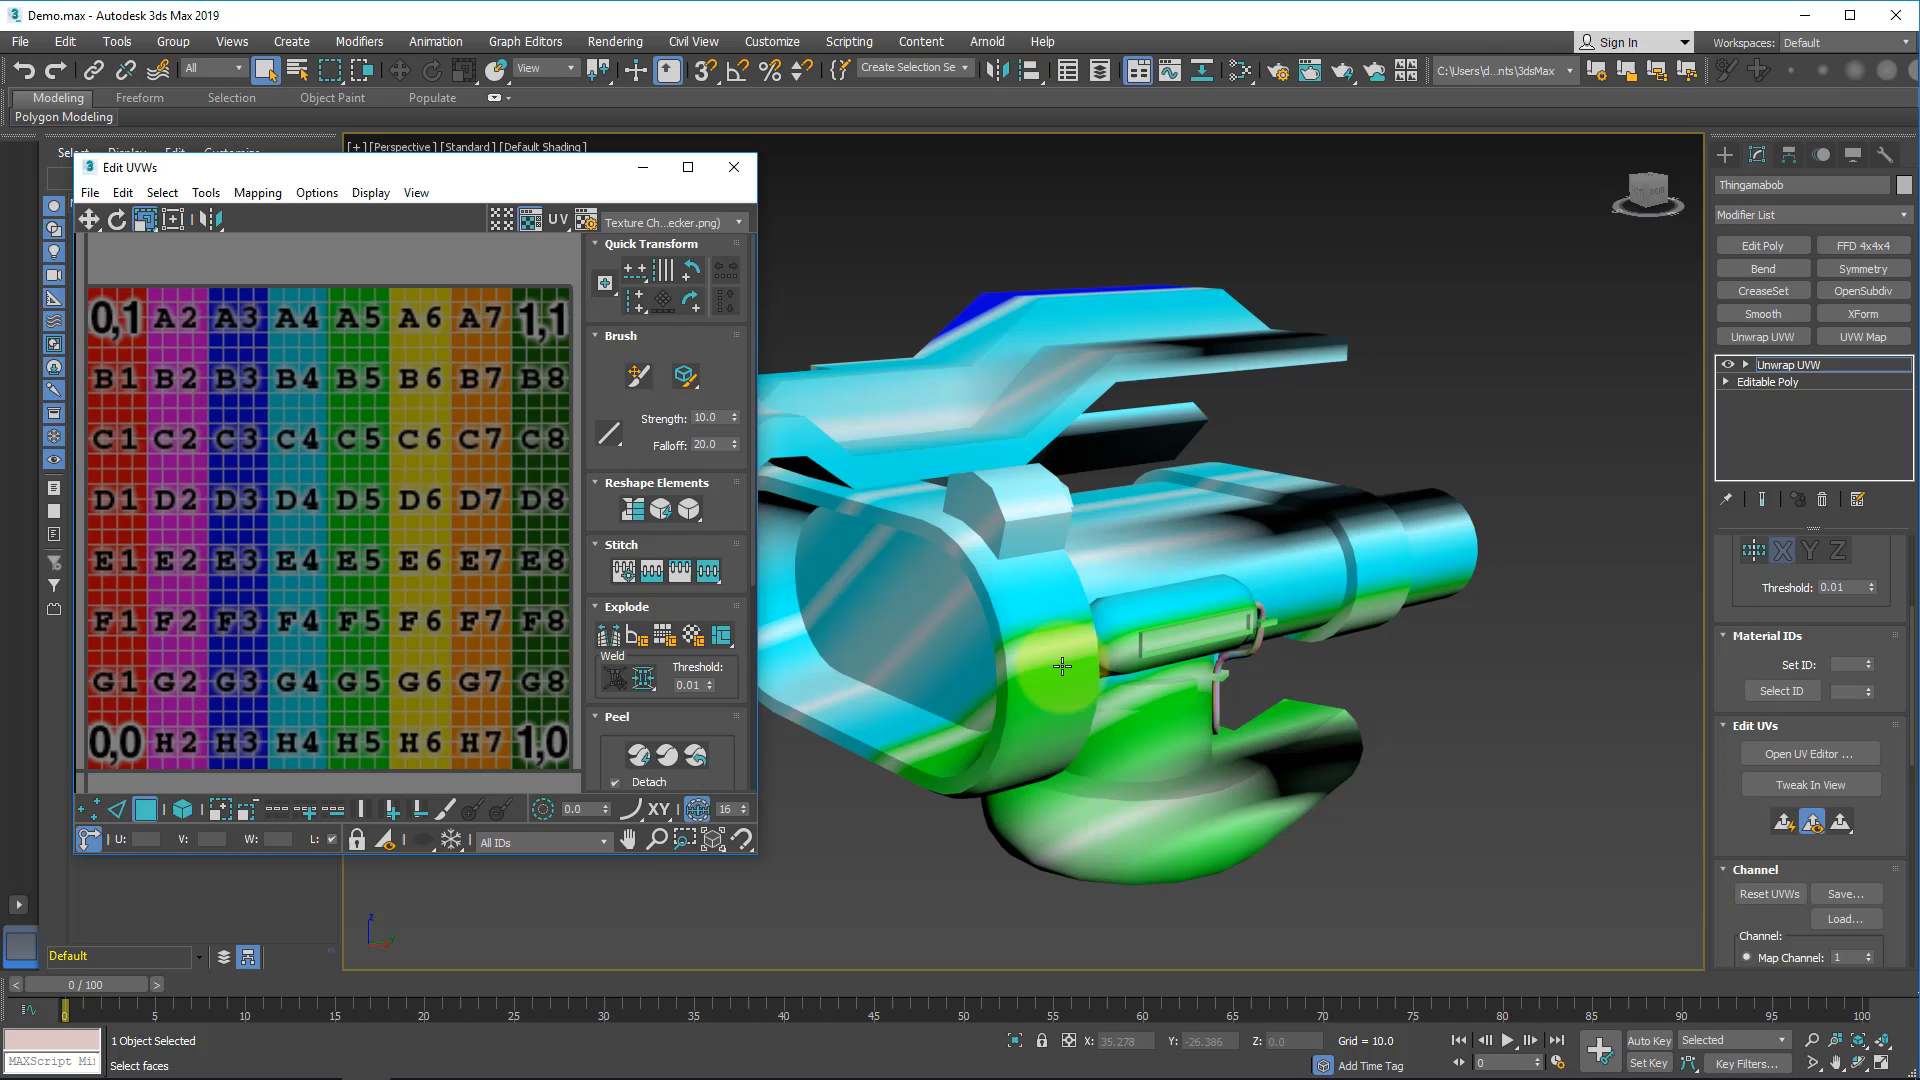 Demo.max - Autodesk 3ds Max 2019
File Edit Tools Group Views Create Modifiers Animation Graph Editors Rendering Civil View Customize Scripting Content Arnold Help
Sign In
Workspaces: Default
All
View
Create Selection Se
C:\Users\d...nts\3dsMax
Modeling Freeform Selection Object Paint Populate
Polygon Modeling
[+] [Perspective] [Standard] [Default Shading]
Edit UVWs
File Edit Select Tools Mapping Options Display View
UV
Texture Ch...ecker.png)
0,1 A2 A3 A4 A5 A6 A7 1,1
B1 B2 B3 B4 B5 B6 B7 B8
C1 C2 C3 C4 C5 C6 C7 C8
D1 D2 D3 D4 D5 D6 D7 D8
E1 E2 E3 E4 E5 E6 E7 E8
F1 F2 F3 F4 F5 F6 F7 F8
G1 G2 G3 G4 G5 G6 G7 G8
0,0 H2 H3 H4 H5 H6 H7 1,0
Quick Transform
Brush
Strength: 10.0
Falloff: 20.0
Reshape Elements
Stitch
Explode
Weld
Threshold:
0.01
Peel
Detach
0.0
XY
16
U: V: W: L:
All IDs
Thingamabob
Modifier List
Edit Poly FFD 4x4x4
Bend Symmetry
CreaseSet OpenSubdiv
Smooth XForm
Unwrap UVW UVW Map
Unwrap UVW
Editable Poly
X Y Z
Threshold: 0.01
Material IDs
Set ID:
Select ID
Edit UVs
Open UV Editor ...
Tweak In View
Channel
Reset UVWs Save...
Load...
Channel:
Map Channel: 1
z
Default
0 / 100
0 5 10 15 20 25 30 35 40 45 50 55 60 65 70 75 80 85 90 95 100
1 Object Selected
MAXScript Mi
Select faces
X: 35.278 Y: -26.386 Z: 0.0 Grid = 10.0
Add Time Tag
0
Auto Key Selected
Set Key Key Filters...